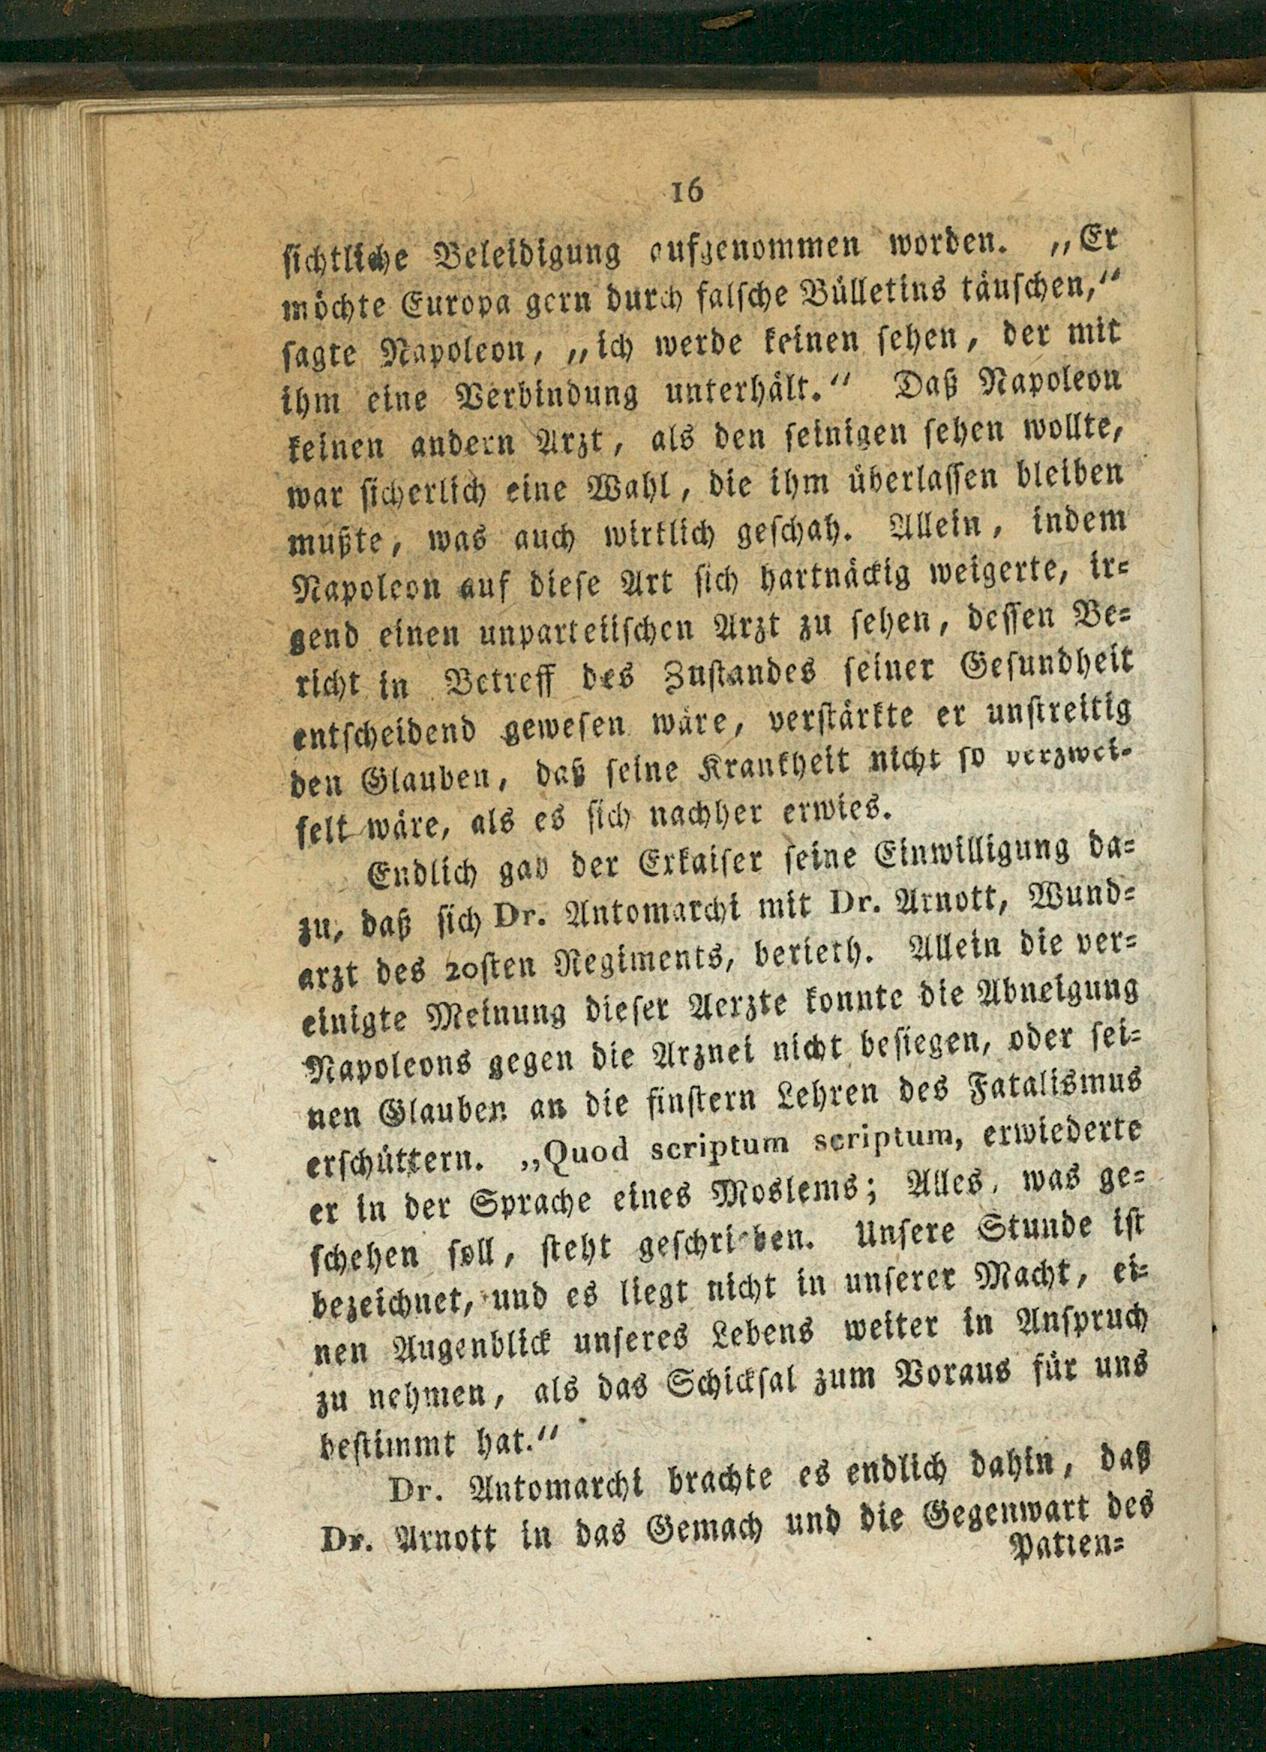 16
sichtliche Beleidigung aufgenommen worden. „Er
möchte Europa gern durch falsche Bülletins täuschen,“
sagte Napoleon, „ich werde keinen sehen, der mit
ihm eine Verbindung unterhält.“ Daß Napoleon
keinen andern Arzt, als den seinigen sehen wollte,
war sicherlich eine Wahl, die ihm überlassen bleiben
mußte, was auch wirklich geschah. Allein, indem
Napoleon auf diese Art sich hartnäckig weigerte, ir=
gend einen unparteiischen Arzt zu sehen, dessen Be=
richt in Betreff des Zustandes seiner Gesundheit
entscheidend gewesen wäre, verstärkte er unstreitig
den Glauben, daß seine Krankheit nicht so verzwei=
felt wäre, als es sich nachher erwies.
Endlich gab der Exkaiser seine Einwilligung da=
zu, daß sich Dr. Antomarchi mit Dr. Arnott, Wund=
arzt des 20sten Regiments, berieth. Allein die ver=
einigte Meinung dieser Aerzte konnte die Abneigung
Napoleons gegen die Arznei nicht besiegen, oder sei=
nen Glauben an die finstern Lehren des Fatalismus
erschüttern. „Quod scriptum scriptum, erwiederte
er in der Sprache eines Moslems; Alles, was ge=
schehen soll, steht geschrieben. Unsere Stunde ist
bezeichnet, und es liegt nicht in unserer Macht, ei=
nen Augenblick unseres Lebens weiter in Anspruch
zu nehmen, als das Schicksal zum Voraus für uns
bestimmt hat.“
Dr. Antomarchi brachte es endlich dahin, daß
Dr. Arnott in das Gemach und die Gegenwart des
Patien=